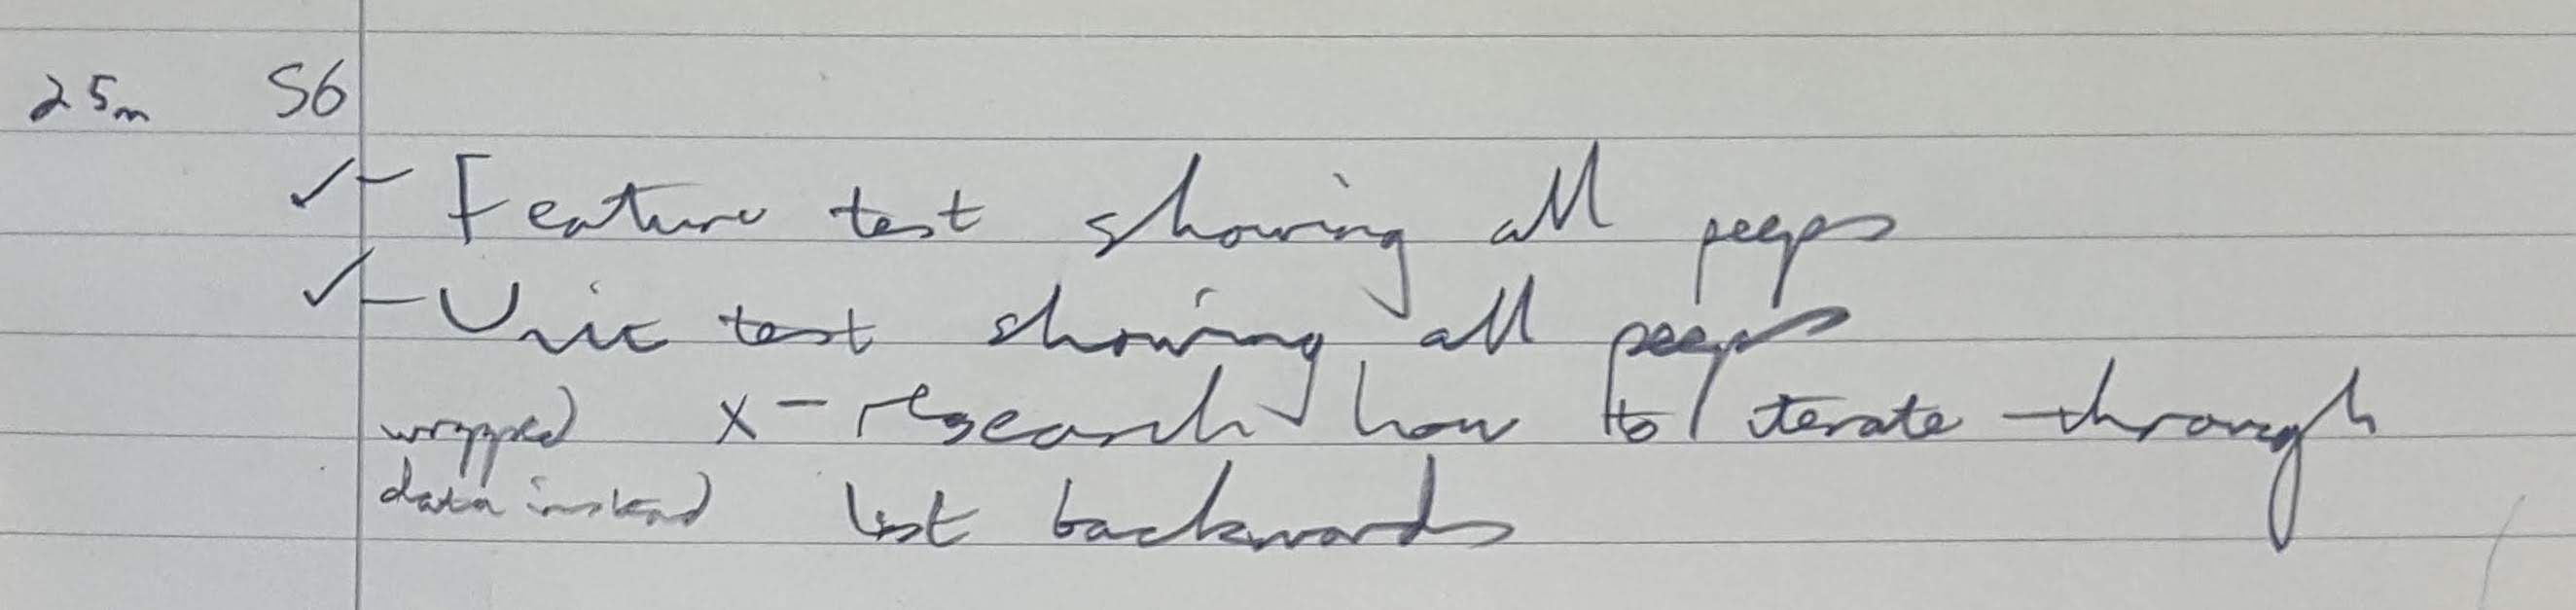 25m S6
✓ - Feature test showing all peeps
✓ - Unit test showing all peeps
wrapped x - research how to iterate through
data instead list backwards